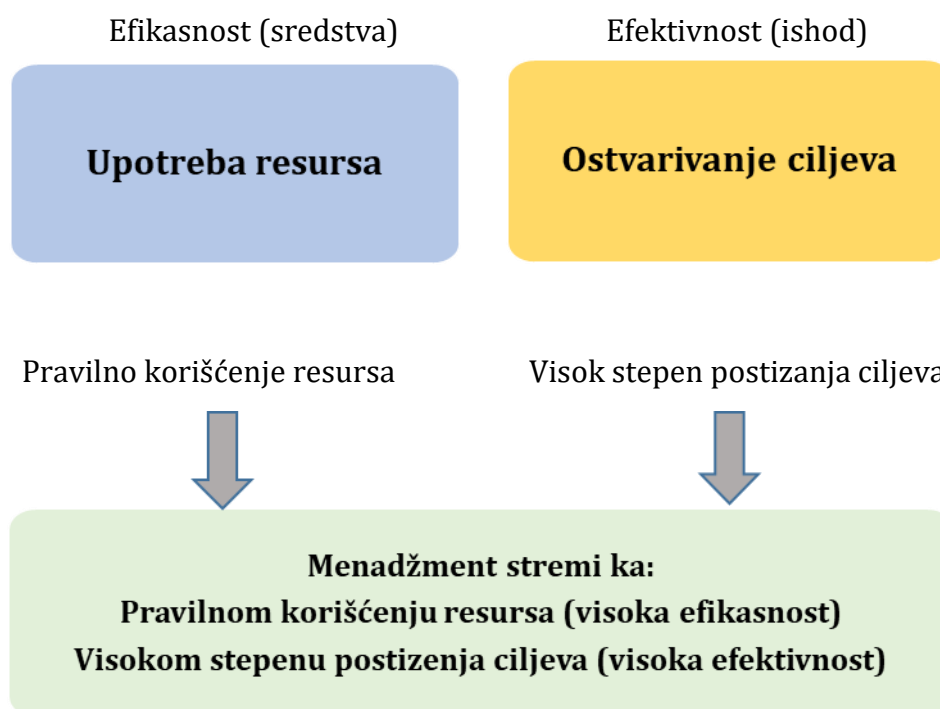 Efikasnost (sredstva)
Efektivnost (ishod)
Upotreba resursa
Ostvarivanje ciljeva
Pravilno korišćenje resursa
Visok stepen postizanja ciljeva
Menadžment stremi ka:
Pravilnom korišćenju resursa (visoka efikasnost)
Visokom stepenu postizenja ciljeva (visoka efektivnost)